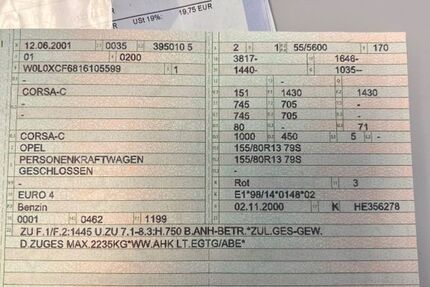 USt 19%: 19.75 EUR
12.06.2001 0035 395010 5
01 0200
W0L0XCF6816105599 1
-
CORSA-C
-
CORSA-C
OPEL
PERSONENKRAFTWAGEN
GESCHLOSSEN
-
EURO 4
Benzin
0001 0462 1199
2 1 55/5600 170
3817- 1646-
1440- 1035--
- -
151 1430 1430
745 705 -
745 705 -
80 - 71
1000 450 5 -
155/80R13 79S
155/80R13 79S
-
Rot 3
E1*98/14*0148*02
02.11.2000 K HE356278
ZU F.1/F.2:1445 U.ZU 7.1-8.3:H.750 B.ANH-BETR.*ZUL.GES-GEW.
D.ZUGES MAX.2235KG*WW.AHK LT.EGTG/ABE*